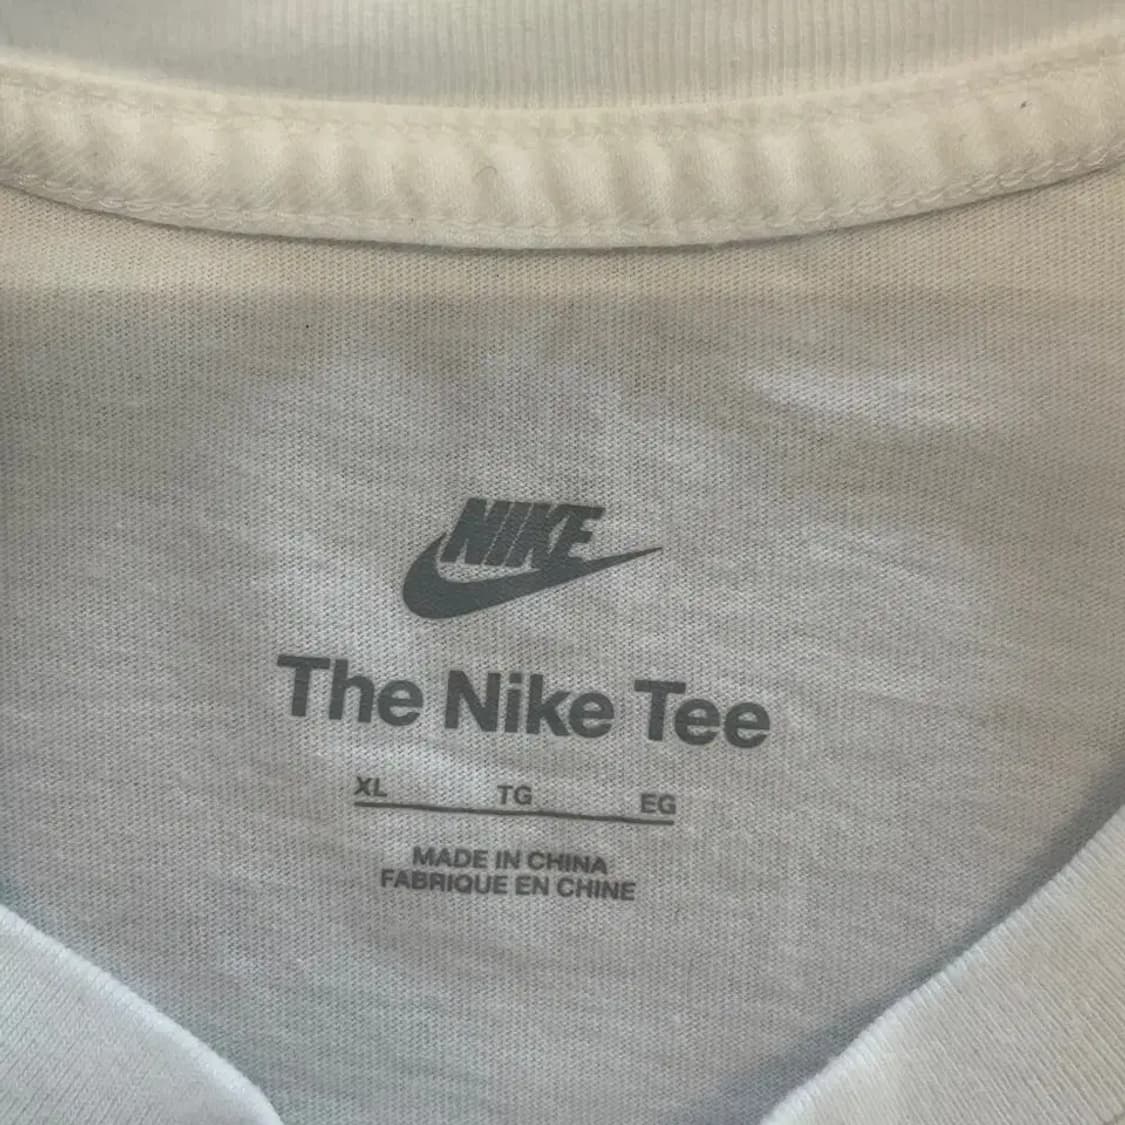 NIKE
The Nike Tee
XL TG EG
MADE IN CHINA
FABRIQUE EN CHINE